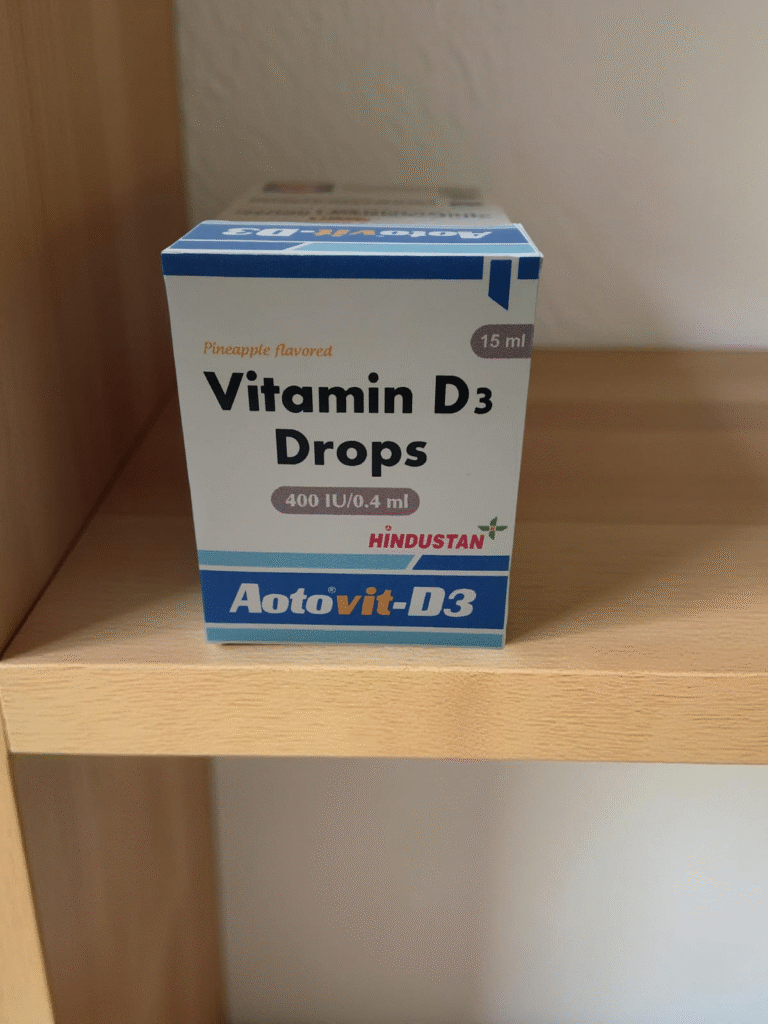 Aotovit-D3
15 ml
Pineapple flavored
Vitamin D3
Drops
400 IU/0.4 ml
HINDUSTAN
Aotovit®-D3